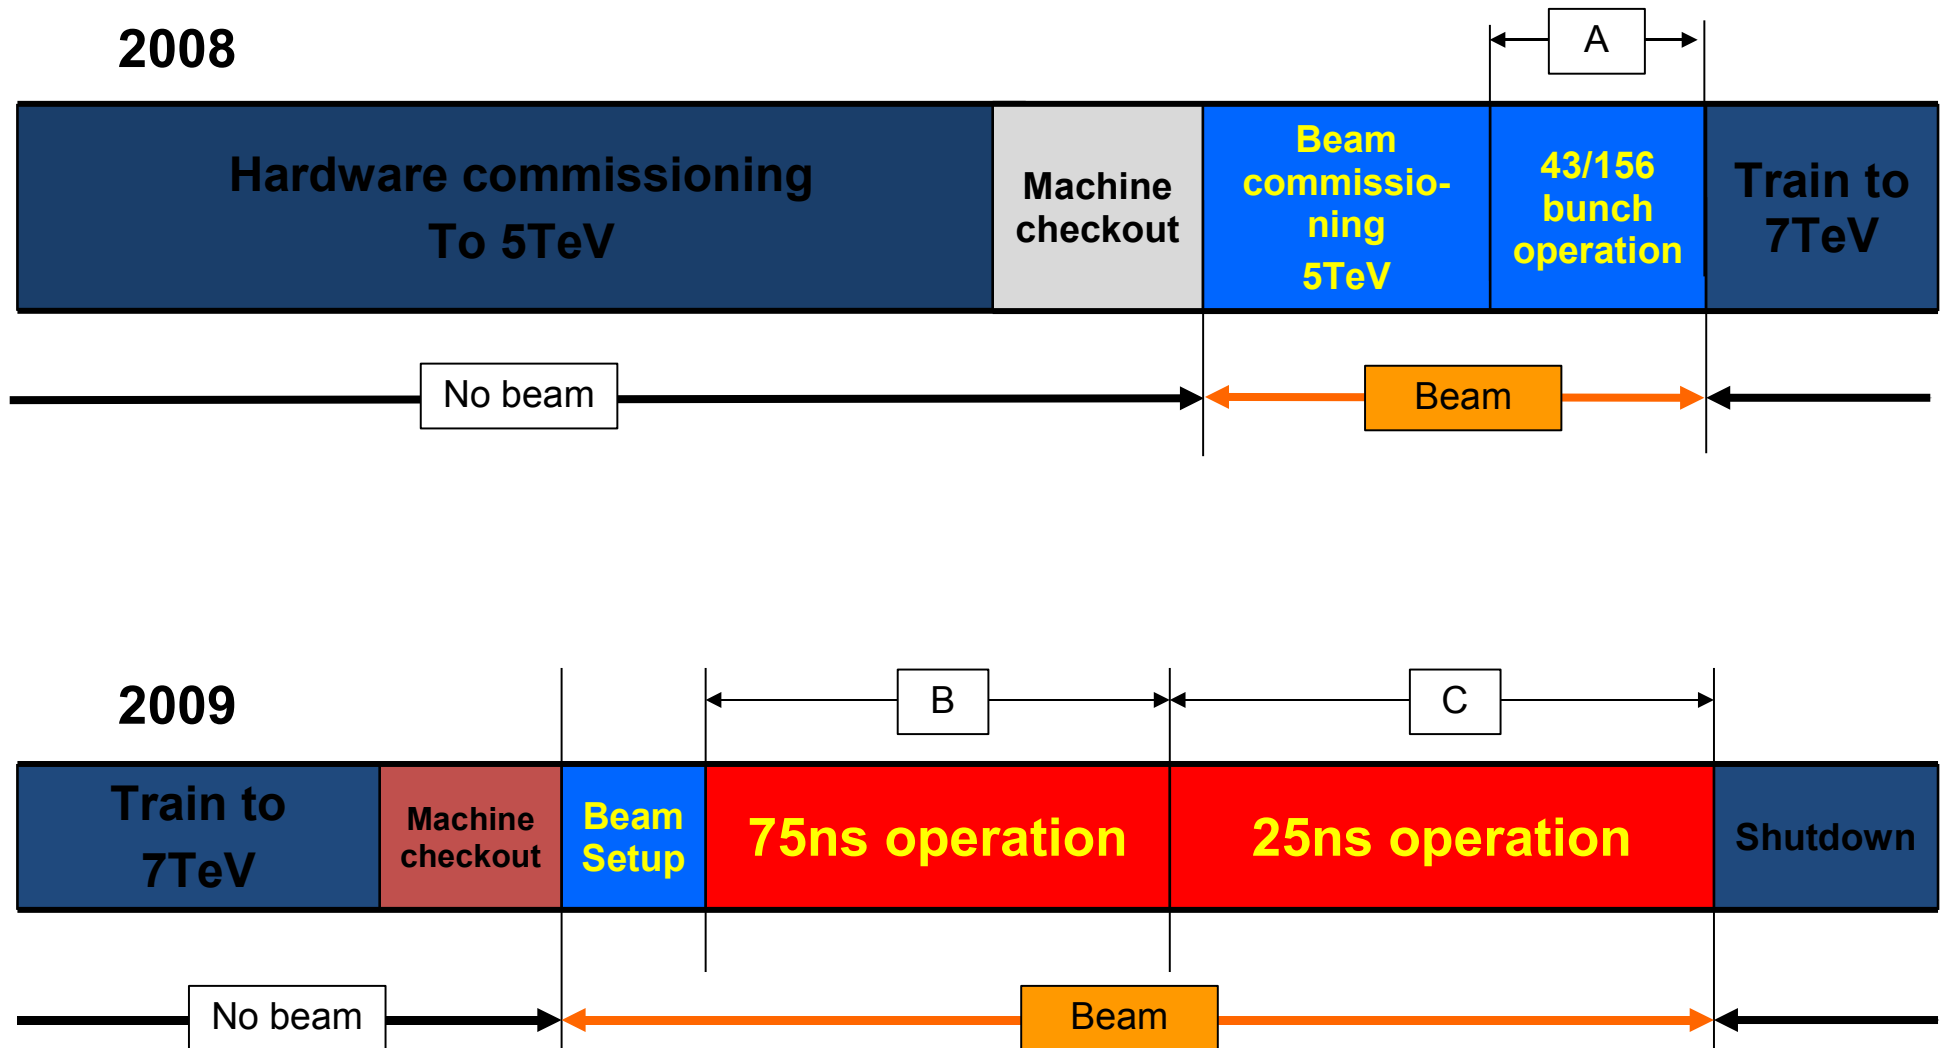 2008
A
Hardware commissioning
To 5TeV
Machine
checkout
Beam
commissio-
ning
5TeV
43/156
bunch
operation
Train to
7TeV
No beam
Beam
2009
B
C
Train to
7TeV
Machine
checkout
Beam
Setup
75ns operation
25ns operation
Shutdown
No beam
Beam